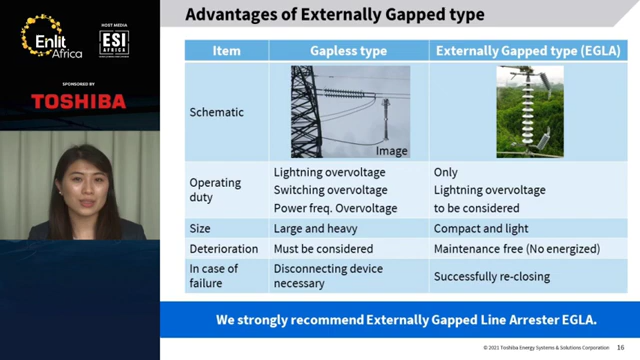 Advantages of Externally Gapped type
Enlit
Africa
HOST MEDIA
ESI
AFRICA
SPONSORED BY
TOSHIBA
Item
Gapless type
Externally Gapped type (EGLA)
Schematic
Image
Operating
duty
Lightning overvoltage
Switching overvoltage
Power freq. Overvoltage
Only
Lightning overvoltage
to be considered
Size
Large and heavy
Compact and light
Deterioration
Must be considered
Maintenance free (No energized)
In case of
failure
Disconnecting device
necessary
Successfully re-closing
We strongly recommend Externally Gapped Line Arrester EGLA.
© 2021 Toshiba Energy Systems & Solutions Corporation
16